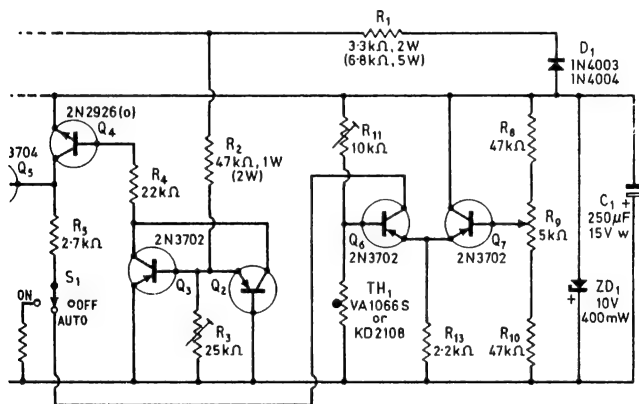 R1
3.3kΩ, 2W
(6.8kΩ, 5W)
D1
1N4003
1N4004
2N2926(o)
Q4
3704
Q5
R2
47kΩ, 1W
(2W)
R11
10kΩ
R8
47kΩ
R4
22kΩ
C1 +
250μF
15V w
R5
2.7kΩ
Q6
2N3702
Q7
2N3702
R9
5kΩ
2N3702
Q3
Q2
S1
ON
OFF
AUTO
R3
25kΩ
TH1
VA1066S
or
KD2108
R13
2.2kΩ
R10
47kΩ
ZD1
10V
400mW
+